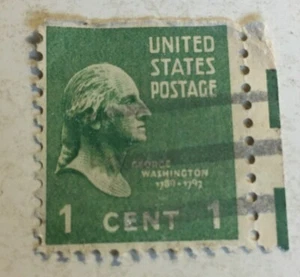 UNITED
STATES
POSTAGE
GEORGE
WASHINGTON
1789 · 1797
1 CENT 1